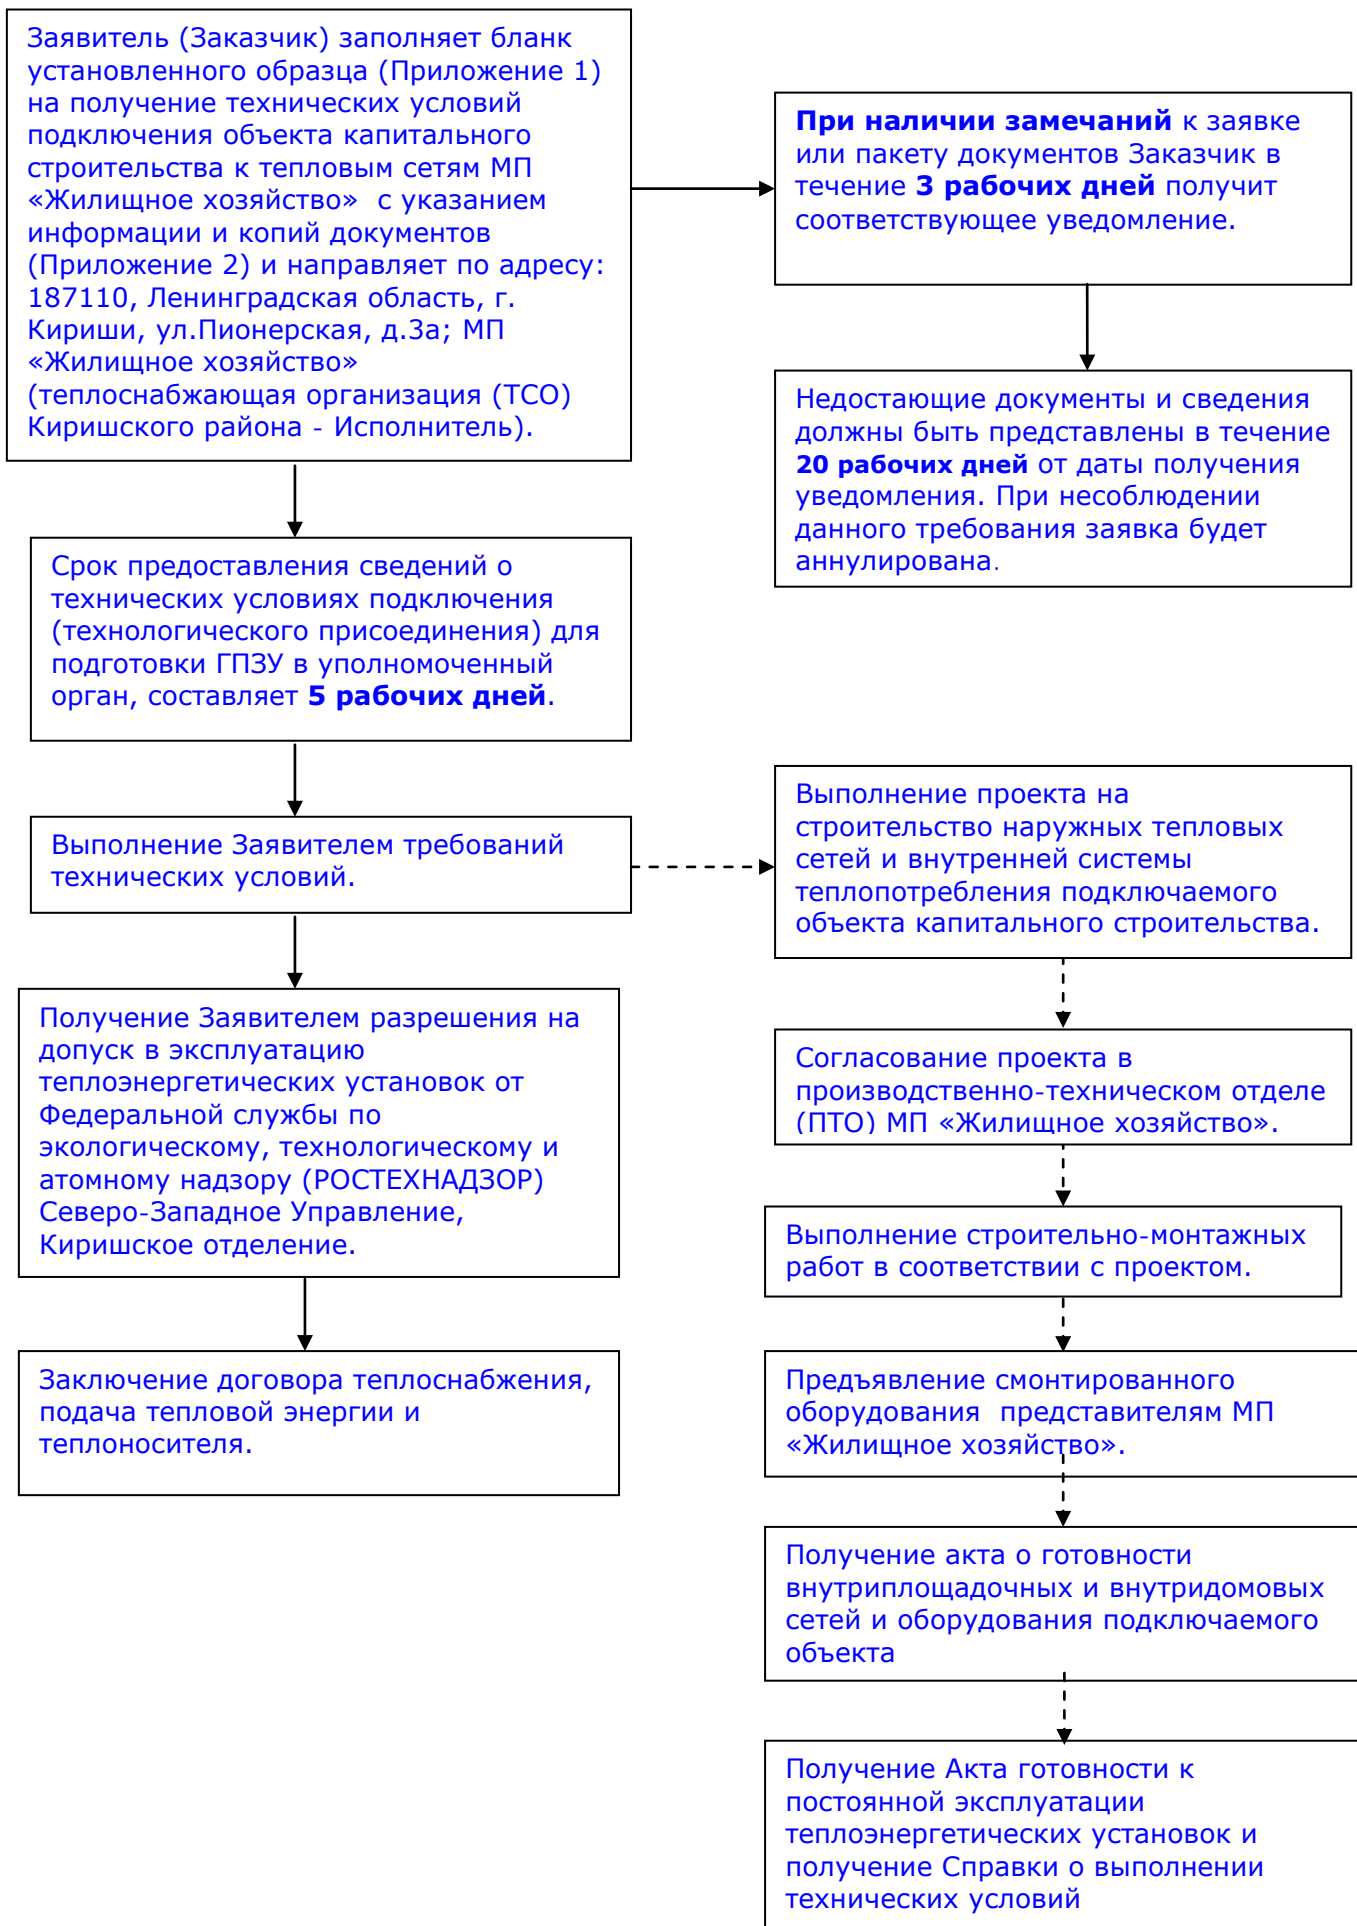 Заявитель (Заказчик) заполняет бланк
установленного образца (Приложение 1)
на получение технических условий
подключения объекта капитального
строительства к тепловым сетям МП
«Жилищное хозяйство»  с указанием
информации и копий документов
(Приложение 2) и направляет по адресу:
187110, Ленинградская область, г.
Кириши, ул.Пионерская, д.3а; МП
«Жилищное хозяйство»
(теплоснабжающая организация (ТСО)
Киришского района - Исполнитель).
При наличии замечаний к заявке
или пакету документов Заказчик в
течение 3 рабочих дней получит
соответствующее уведомление.
Недостающие документы и сведения
должны быть представлены в течение
20 рабочих дней от даты получения
уведомления. При несоблюдении
данного требования заявка будет
аннулирована.
Срок предоставления сведений о
технических условиях подключения
(технологического присоединения) для
подготовки ГПЗУ в уполномоченный
орган, составляет 5 рабочих дней.
Выполнение Заявителем требований
технических условий.
Выполнение проекта на
строительство наружных тепловых
сетей и внутренней системы
теплопотребления подключаемого
объекта капитального строительства.
Получение Заявителем разрешения на
допуск в эксплуатацию
теплоэнергетических установок от
Федеральной службы по
экологическому, технологическому и
атомному надзору (РОСТЕХНАДЗОР)
Северо-Западное Управление,
Киришское отделение.
Согласование проекта в
производственно-техническом отделе
(ПТО) МП «Жилищное хозяйство».
Выполнение строительно-монтажных
работ в соответствии с проектом.
Заключение договора теплоснабжения,
подача тепловой энергии и
теплоносителя.
Предъявление смонтированного
оборудования  представителям МП
«Жилищное хозяйство».
Получение акта о готовности
внутриплощадочных и внутридомовых
сетей и оборудования подключаемого
объекта
Получение Акта готовности к
постоянной эксплуатации
теплоэнергетических установок и
получение Справки о выполнении
технических условий